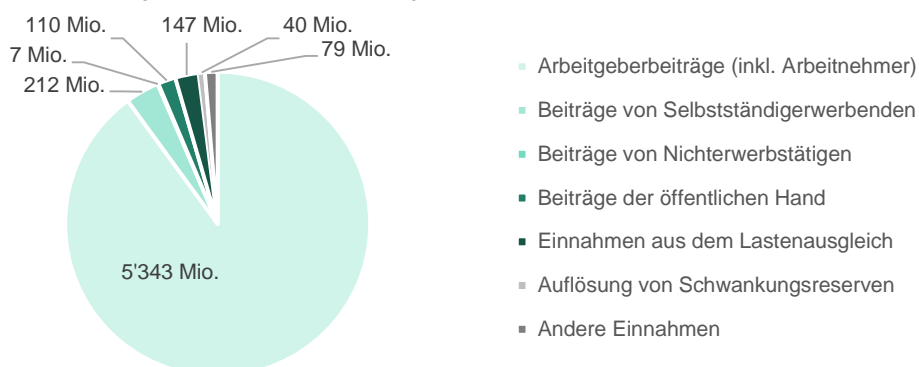 110 Mio.
147 Mio.
40 Mio.
7 Mio.
79 Mio.
212 Mio.
5'343 Mio.
Arbeitgeberbeiträge (inkl. Arbeitnehmer)
Beiträge von Selbstständigerwerbenden
Beiträge von Nichterwerbstätigen
Beiträge der öffentlichen Hand
Einnahmen aus dem Lastenausgleich
Auflösung von Schwankungsreserven
Andere Einnahmen